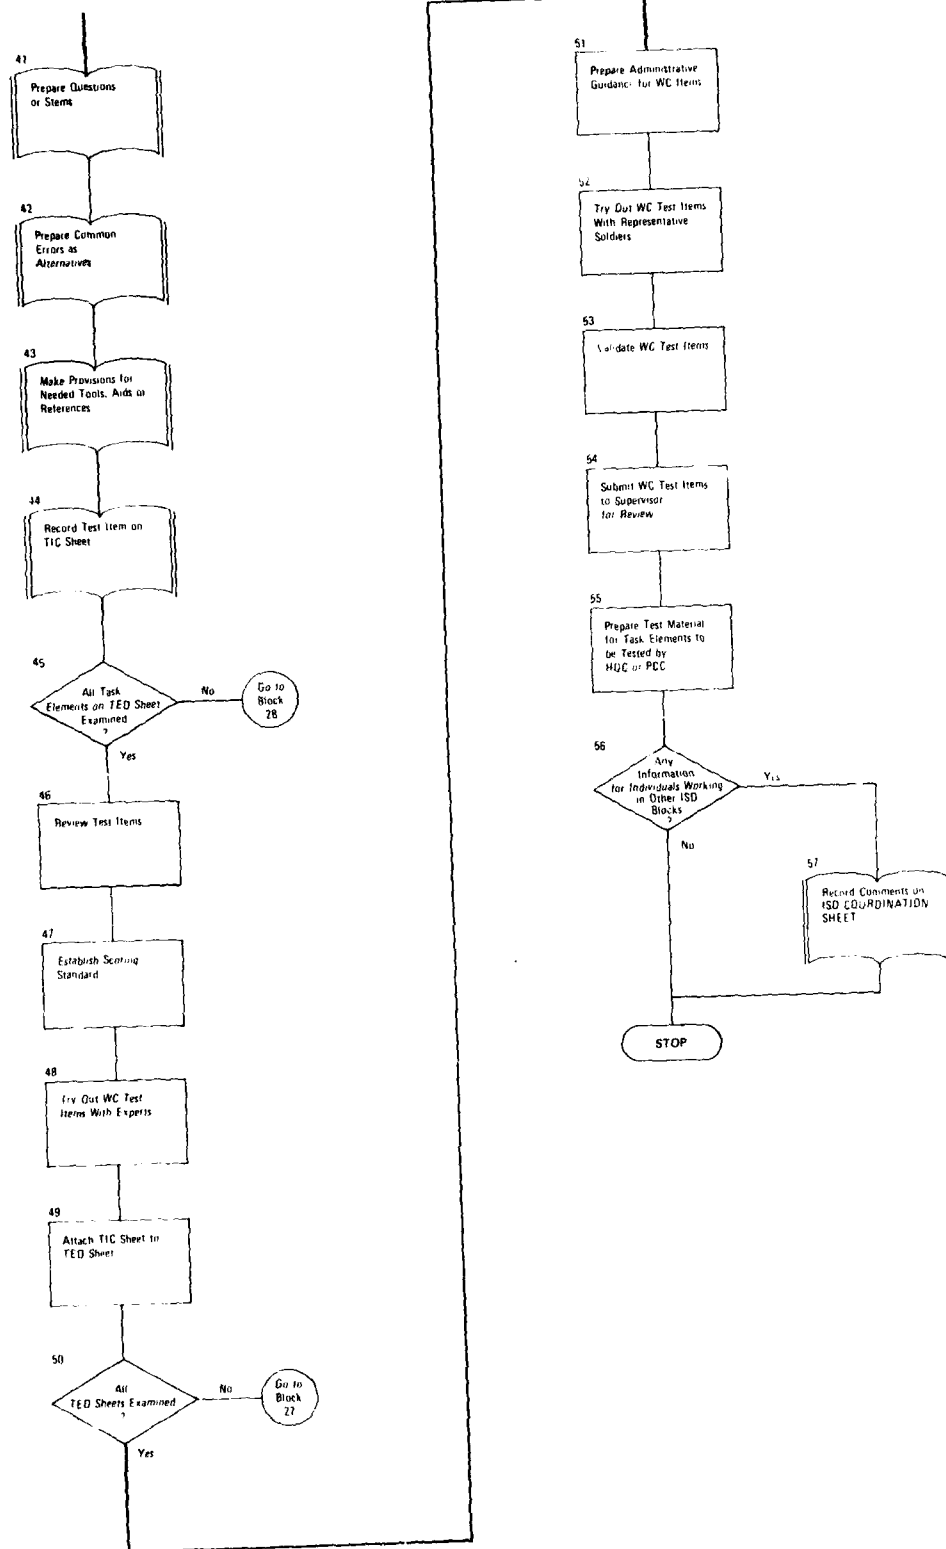 41
Prepare Questions
or Stems
42
Prepare Common
Errors as
Alternatives
43
Make Provisions for
Needed Tools, Aids or
References
44
Record Test Item on
TIC Sheet
45
All Task
Elements on TED Sheet
Examined
?
No
Go to
Block
28
Yes
46
Review Test Items
47
Establish Scoring
Standard
48
Try Out WC Test
Items With Experts
49
Attach TIC Sheet to
TED Sheet
50
All
TED Sheets Examined
?
No
Go to
Block
27
Yes
51
Prepare Administrative
Guidance for WC Items
52
Try Out WC Test Items
With Representative
Soldiers
53
Validate WC Test Items
54
Submit WC Test Items
to Supervisor
for Review
55
Prepare Test Material
for Task Elements to
be Tested by
HOC or PCC
56
Any
Information
for Individuals Working
in Other ISD
Blocks
?
Yes
No
57
Record Comments on
ISD COORDINATION
SHEET
STOP